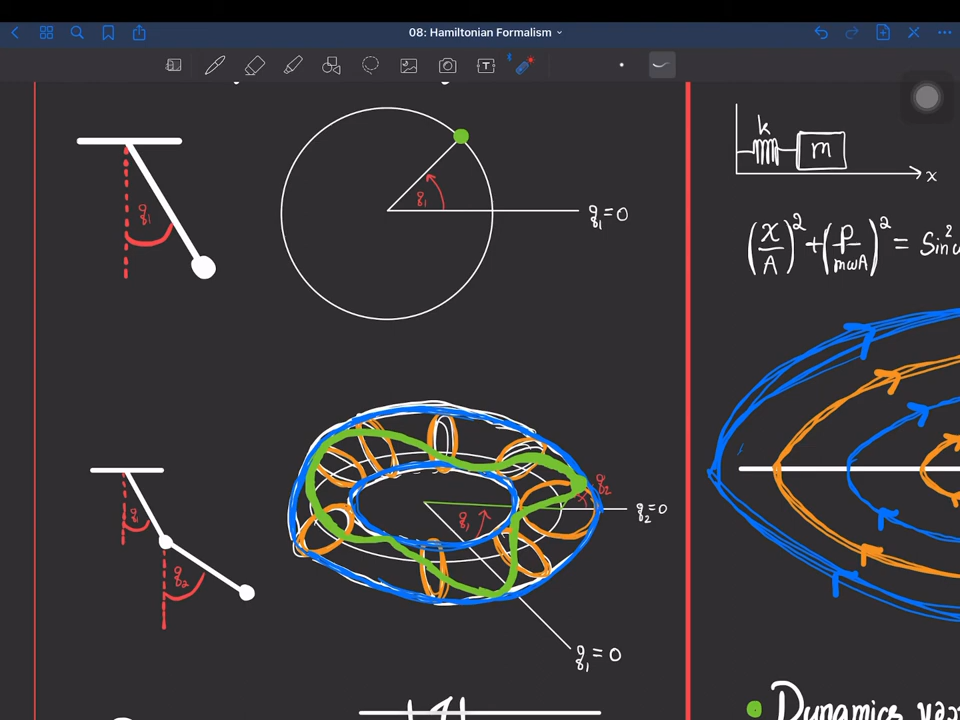 08: Hamiltonian Formalism
T
q₁
q₁
q₁=0
q₁
q₂
q₁
q₂
q₂=0
q₁=0
k
m
x
(x/A)²+(p/mωA)²= Sin²
Dynamics